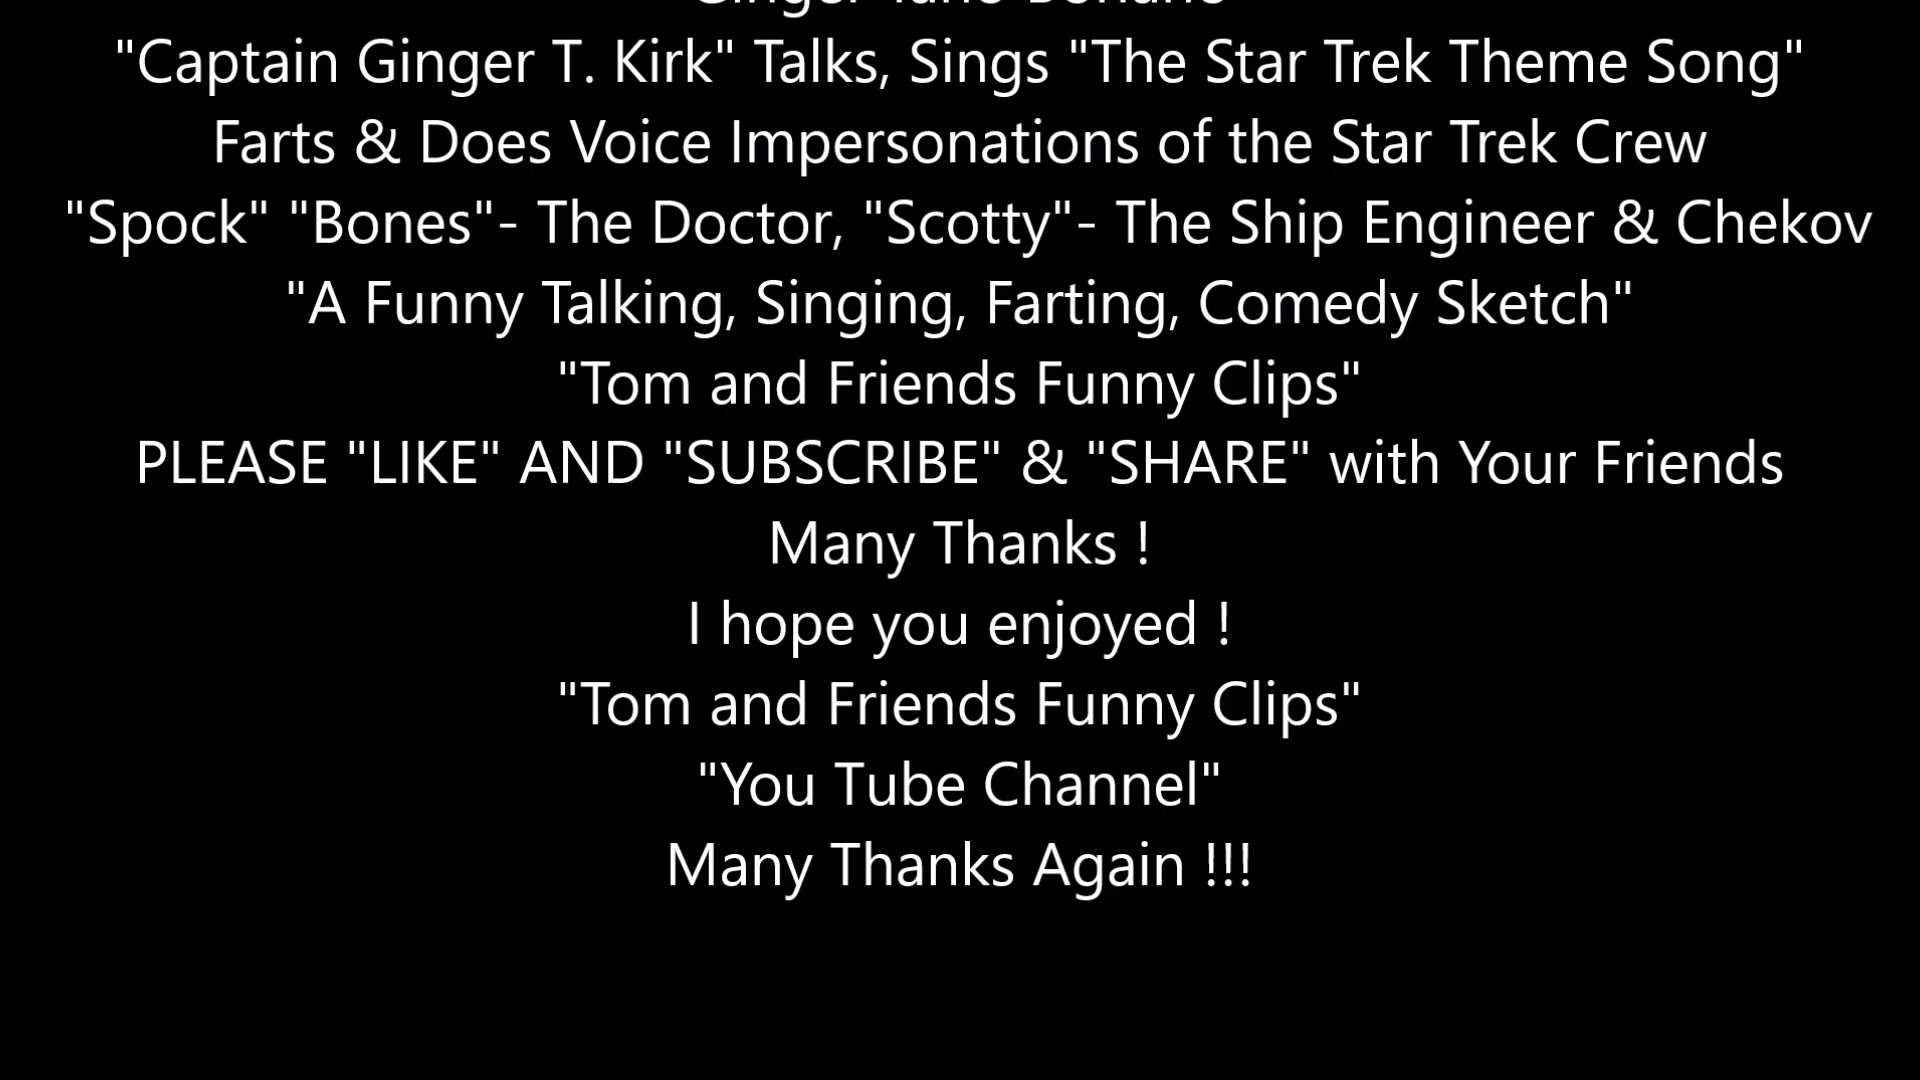 "Captain Ginger T. Kirk" Talks, Sings "The Star Trek Theme Song"
Farts & Does Voice Impersonations of the Star Trek Crew
"Spock" "Bones"- The Doctor, "Scotty"- The Ship Engineer & Chekov
"A Funny Talking, Singing, Farting, Comedy Sketch"
"Tom and Friends Funny Clips"
PLEASE "LIKE" AND "SUBSCRIBE" & "SHARE" with Your Friends
Many Thanks !
I hope you enjoyed !
"Tom and Friends Funny Clips"
"You Tube Channel"
Many Thanks Again !!!